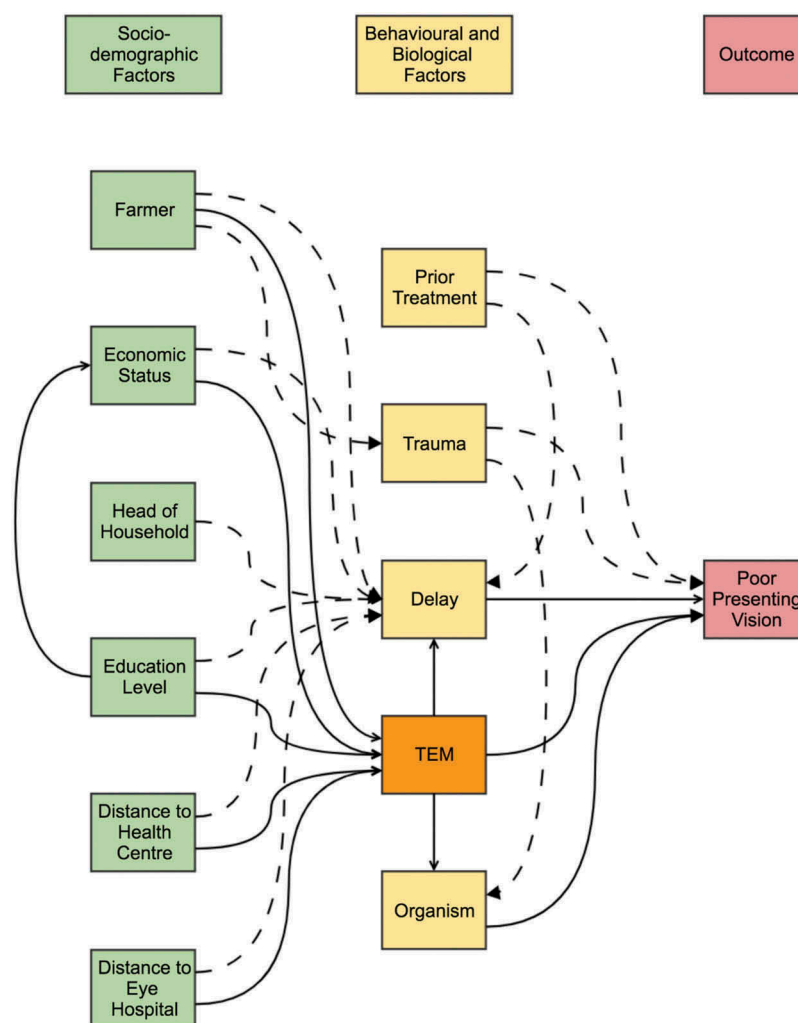 Socio-
demographic
Factors
Behavioural and
Biological
Factors
Outcome
Farmer
Prior
Treatment
Economic
Status
Trauma
Head of
Household
Delay
Poor
Presenting
Vision
Education
Level
TEM
Distance to
Health
Centre
Organism
Distance to
Eye
Hospital